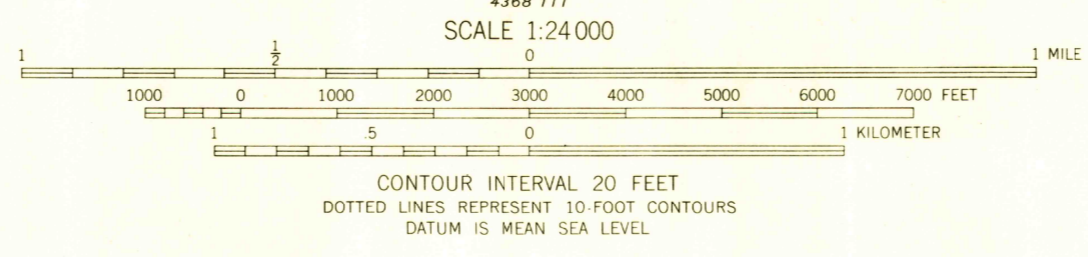 SCALE 1:24 000
1 ½ 0 1 MILE
1000 0 1000 2000 3000 4000 5000 6000 7000 FEET
1 .5 0 1 KILOMETER
CONTOUR INTERVAL 20 FEET
DOTTED LINES REPRESENT 10-FOOT CONTOURS
DATUM IS MEAN SEA LEVEL